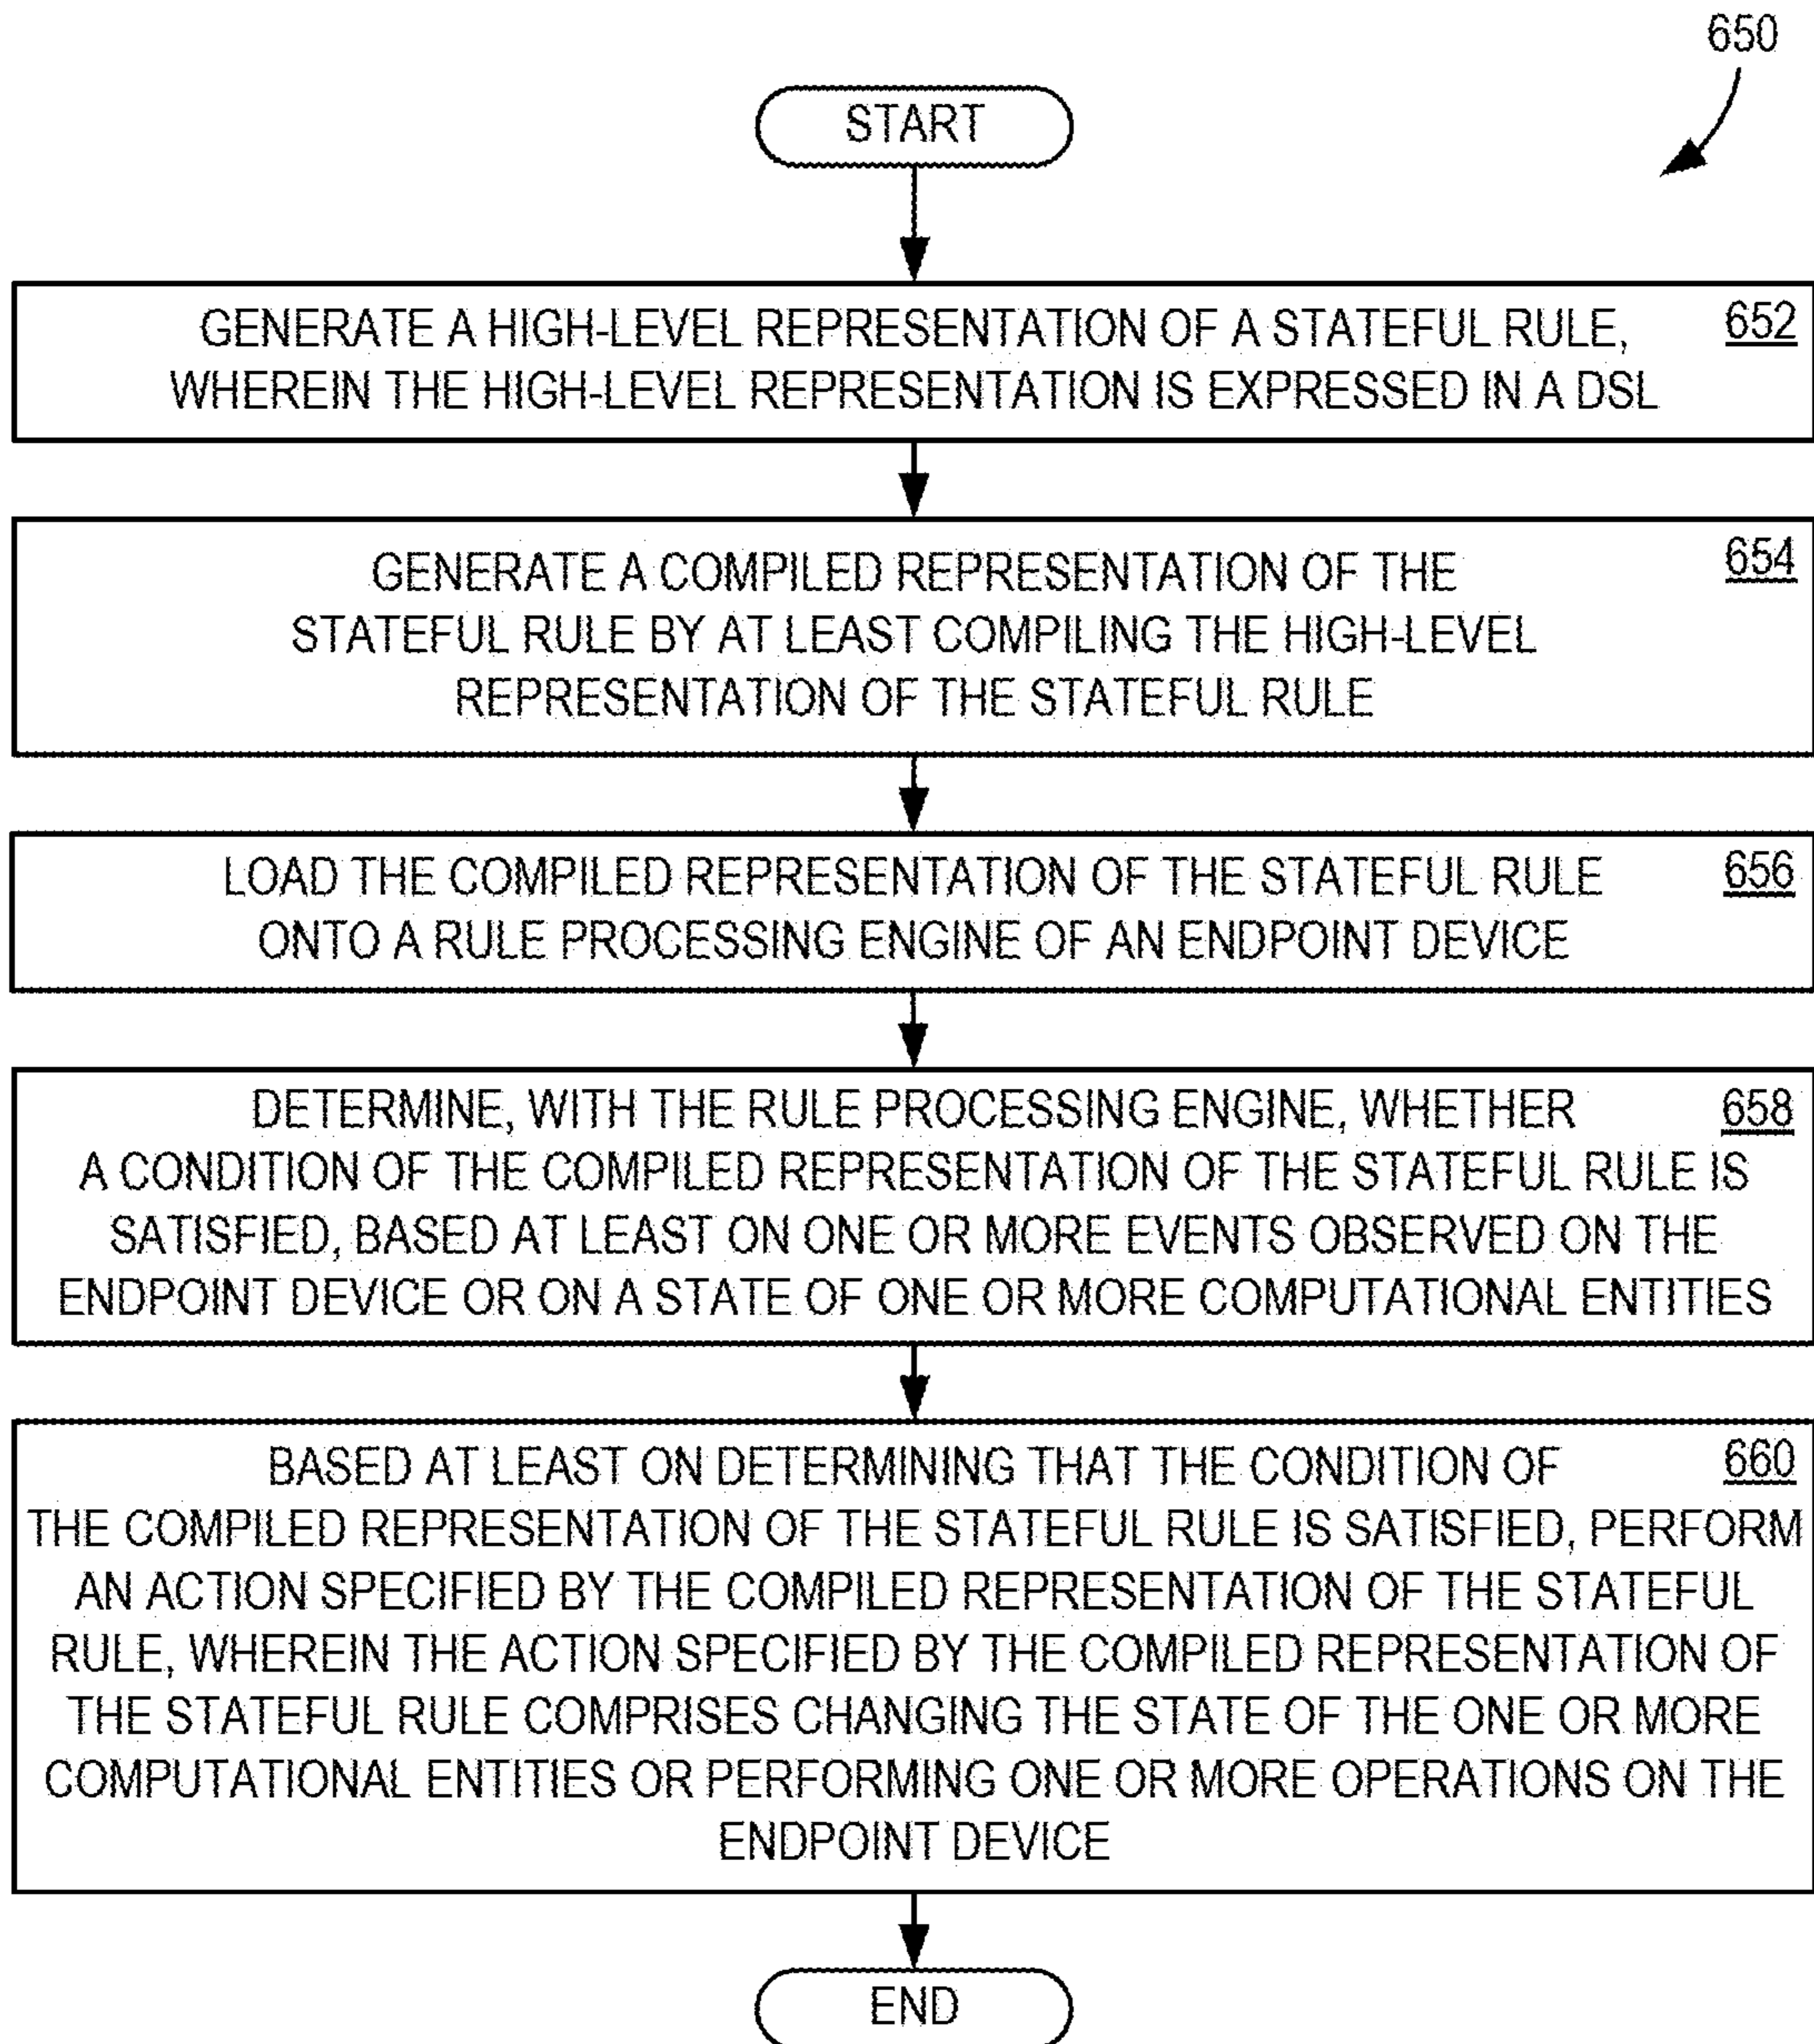 650
START
GENERATE A HIGH-LEVEL REPRESENTATION OF A STATEFUL RULE, 652
WHEREIN THE HIGH-LEVEL REPRESENTATION IS EXPRESSED IN A DSL
GENERATE A COMPILED REPRESENTATION OF THE 654
STATEFUL RULE BY AT LEAST COMPILING THE HIGH-LEVEL
REPRESENTATION OF THE STATEFUL RULE
LOAD THE COMPILED REPRESENTATION OF THE STATEFUL RULE 656
ONTO A RULE PROCESSING ENGINE OF AN ENDPOINT DEVICE
DETERMINE, WITH THE RULE PROCESSING ENGINE, WHETHER 658
A CONDITION OF THE COMPILED REPRESENTATION OF THE STATEFUL RULE IS
SATISFIED, BASED AT LEAST ON ONE OR MORE EVENTS OBSERVED ON THE
ENDPOINT DEVICE OR ON A STATE OF ONE OR MORE COMPUTATIONAL ENTITIES
BASED AT LEAST ON DETERMINING THAT THE CONDITION OF 660
THE COMPILED REPRESENTATION OF THE STATEFUL RULE IS SATISFIED, PERFORM
AN ACTION SPECIFIED BY THE COMPILED REPRESENTATION OF THE STATEFUL
RULE, WHEREIN THE ACTION SPECIFIED BY THE COMPILED REPRESENTATION OF
THE STATEFUL RULE COMPRISES CHANGING THE STATE OF THE ONE OR MORE
COMPUTATIONAL ENTITIES OR PERFORMING ONE OR MORE OPERATIONS ON THE
ENDPOINT DEVICE
END